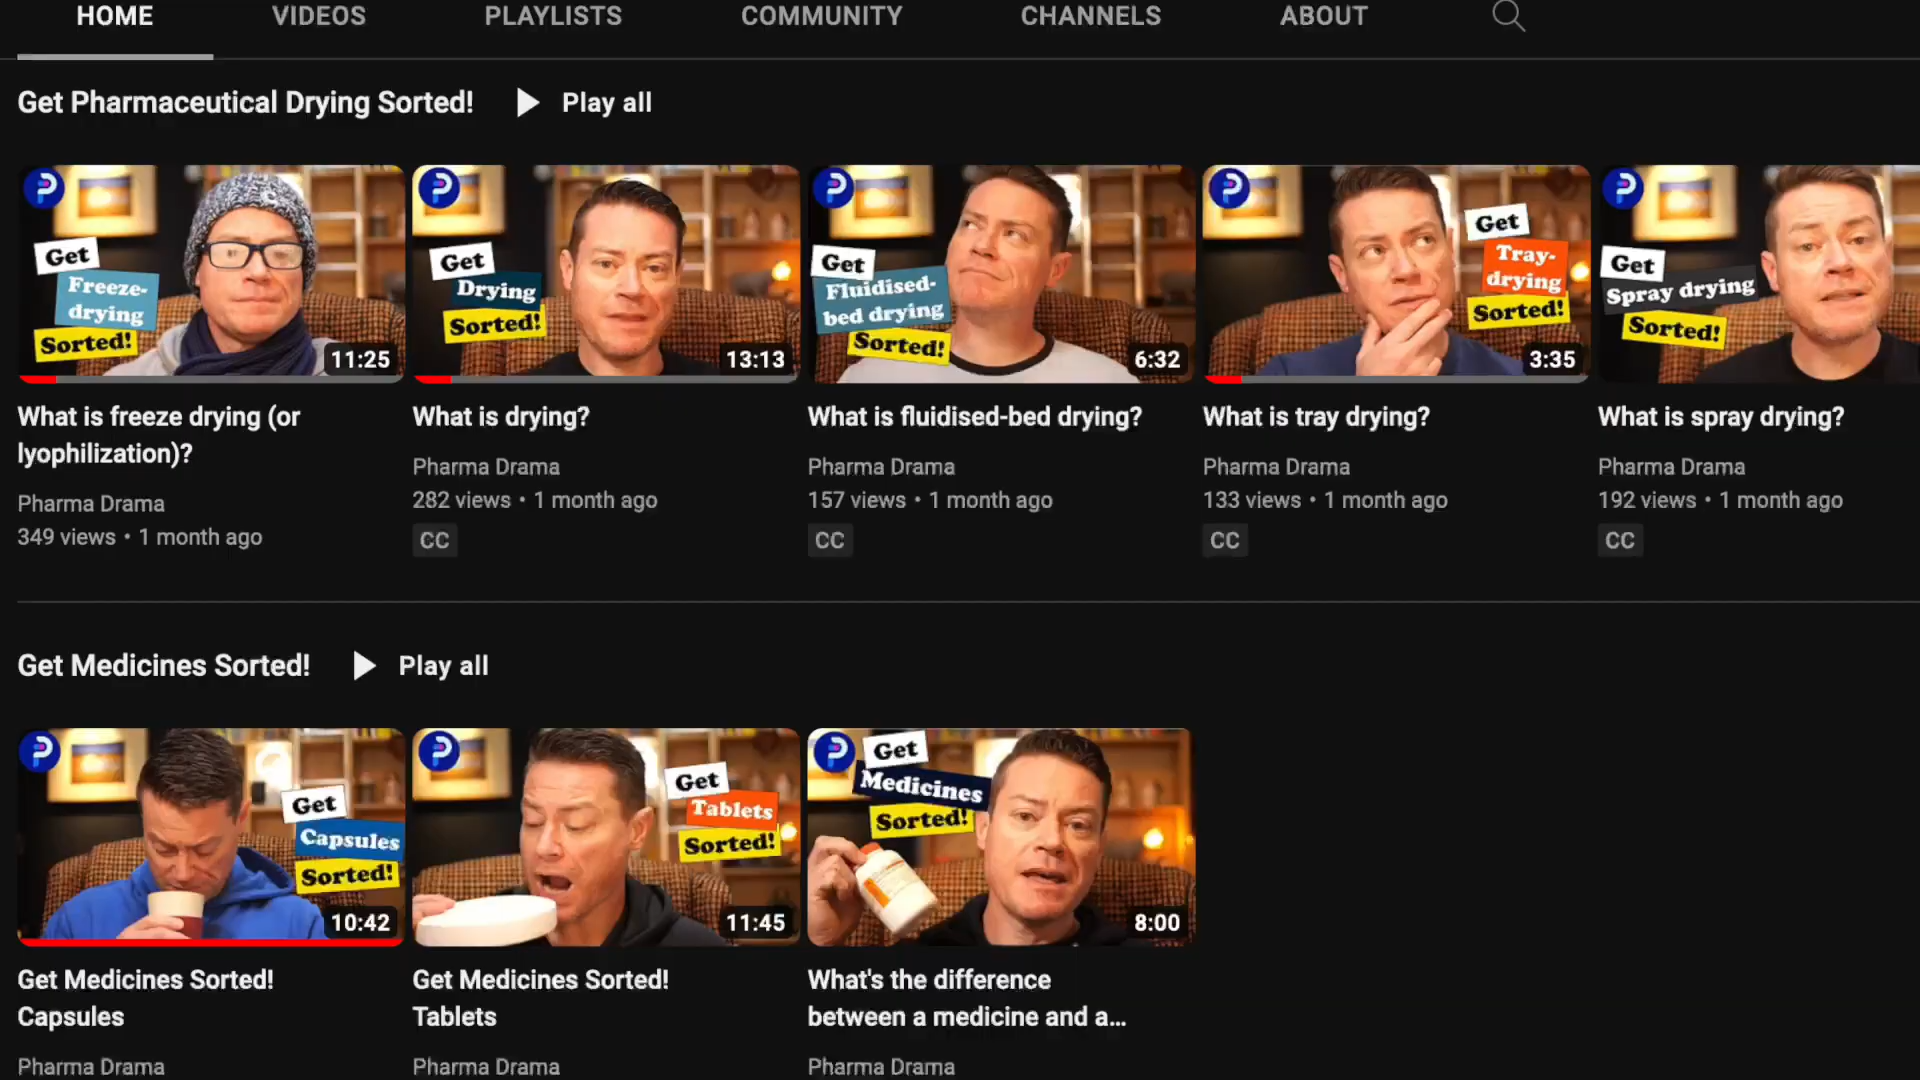 HOME VIDEOS PLAYLISTS COMMUNITY CHANNELS ABOUT
Get Pharmaceutical Drying Sorted! Play all
Get
Freeze-
drying
Sorted!
11:25
Get
Drying
Sorted!
13:13
Get
Fluidised-
bed drying
Sorted!
6:32
Get
Tray-
drying
Sorted!
3:35
Get
Spray drying
Sorted!
What is freeze drying (or
lyophilization)?
Pharma Drama
349 views • 1 month ago
What is drying?
Pharma Drama
282 views • 1 month ago
CC
What is fluidised-bed drying?
Pharma Drama
157 views • 1 month ago
CC
What is tray drying?
Pharma Drama
133 views • 1 month ago
CC
What is spray drying?
Pharma Drama
192 views • 1 month ago
CC
Get Medicines Sorted! Play all
Get
Capsules
Sorted!
10:42
Get
Tablets
Sorted!
11:45
Get
Medicines
Sorted!
8:00
Get Medicines Sorted!
Capsules
Pharma Drama
Get Medicines Sorted!
Tablets
Pharma Drama
What's the difference
between a medicine and a...
Pharma Drama